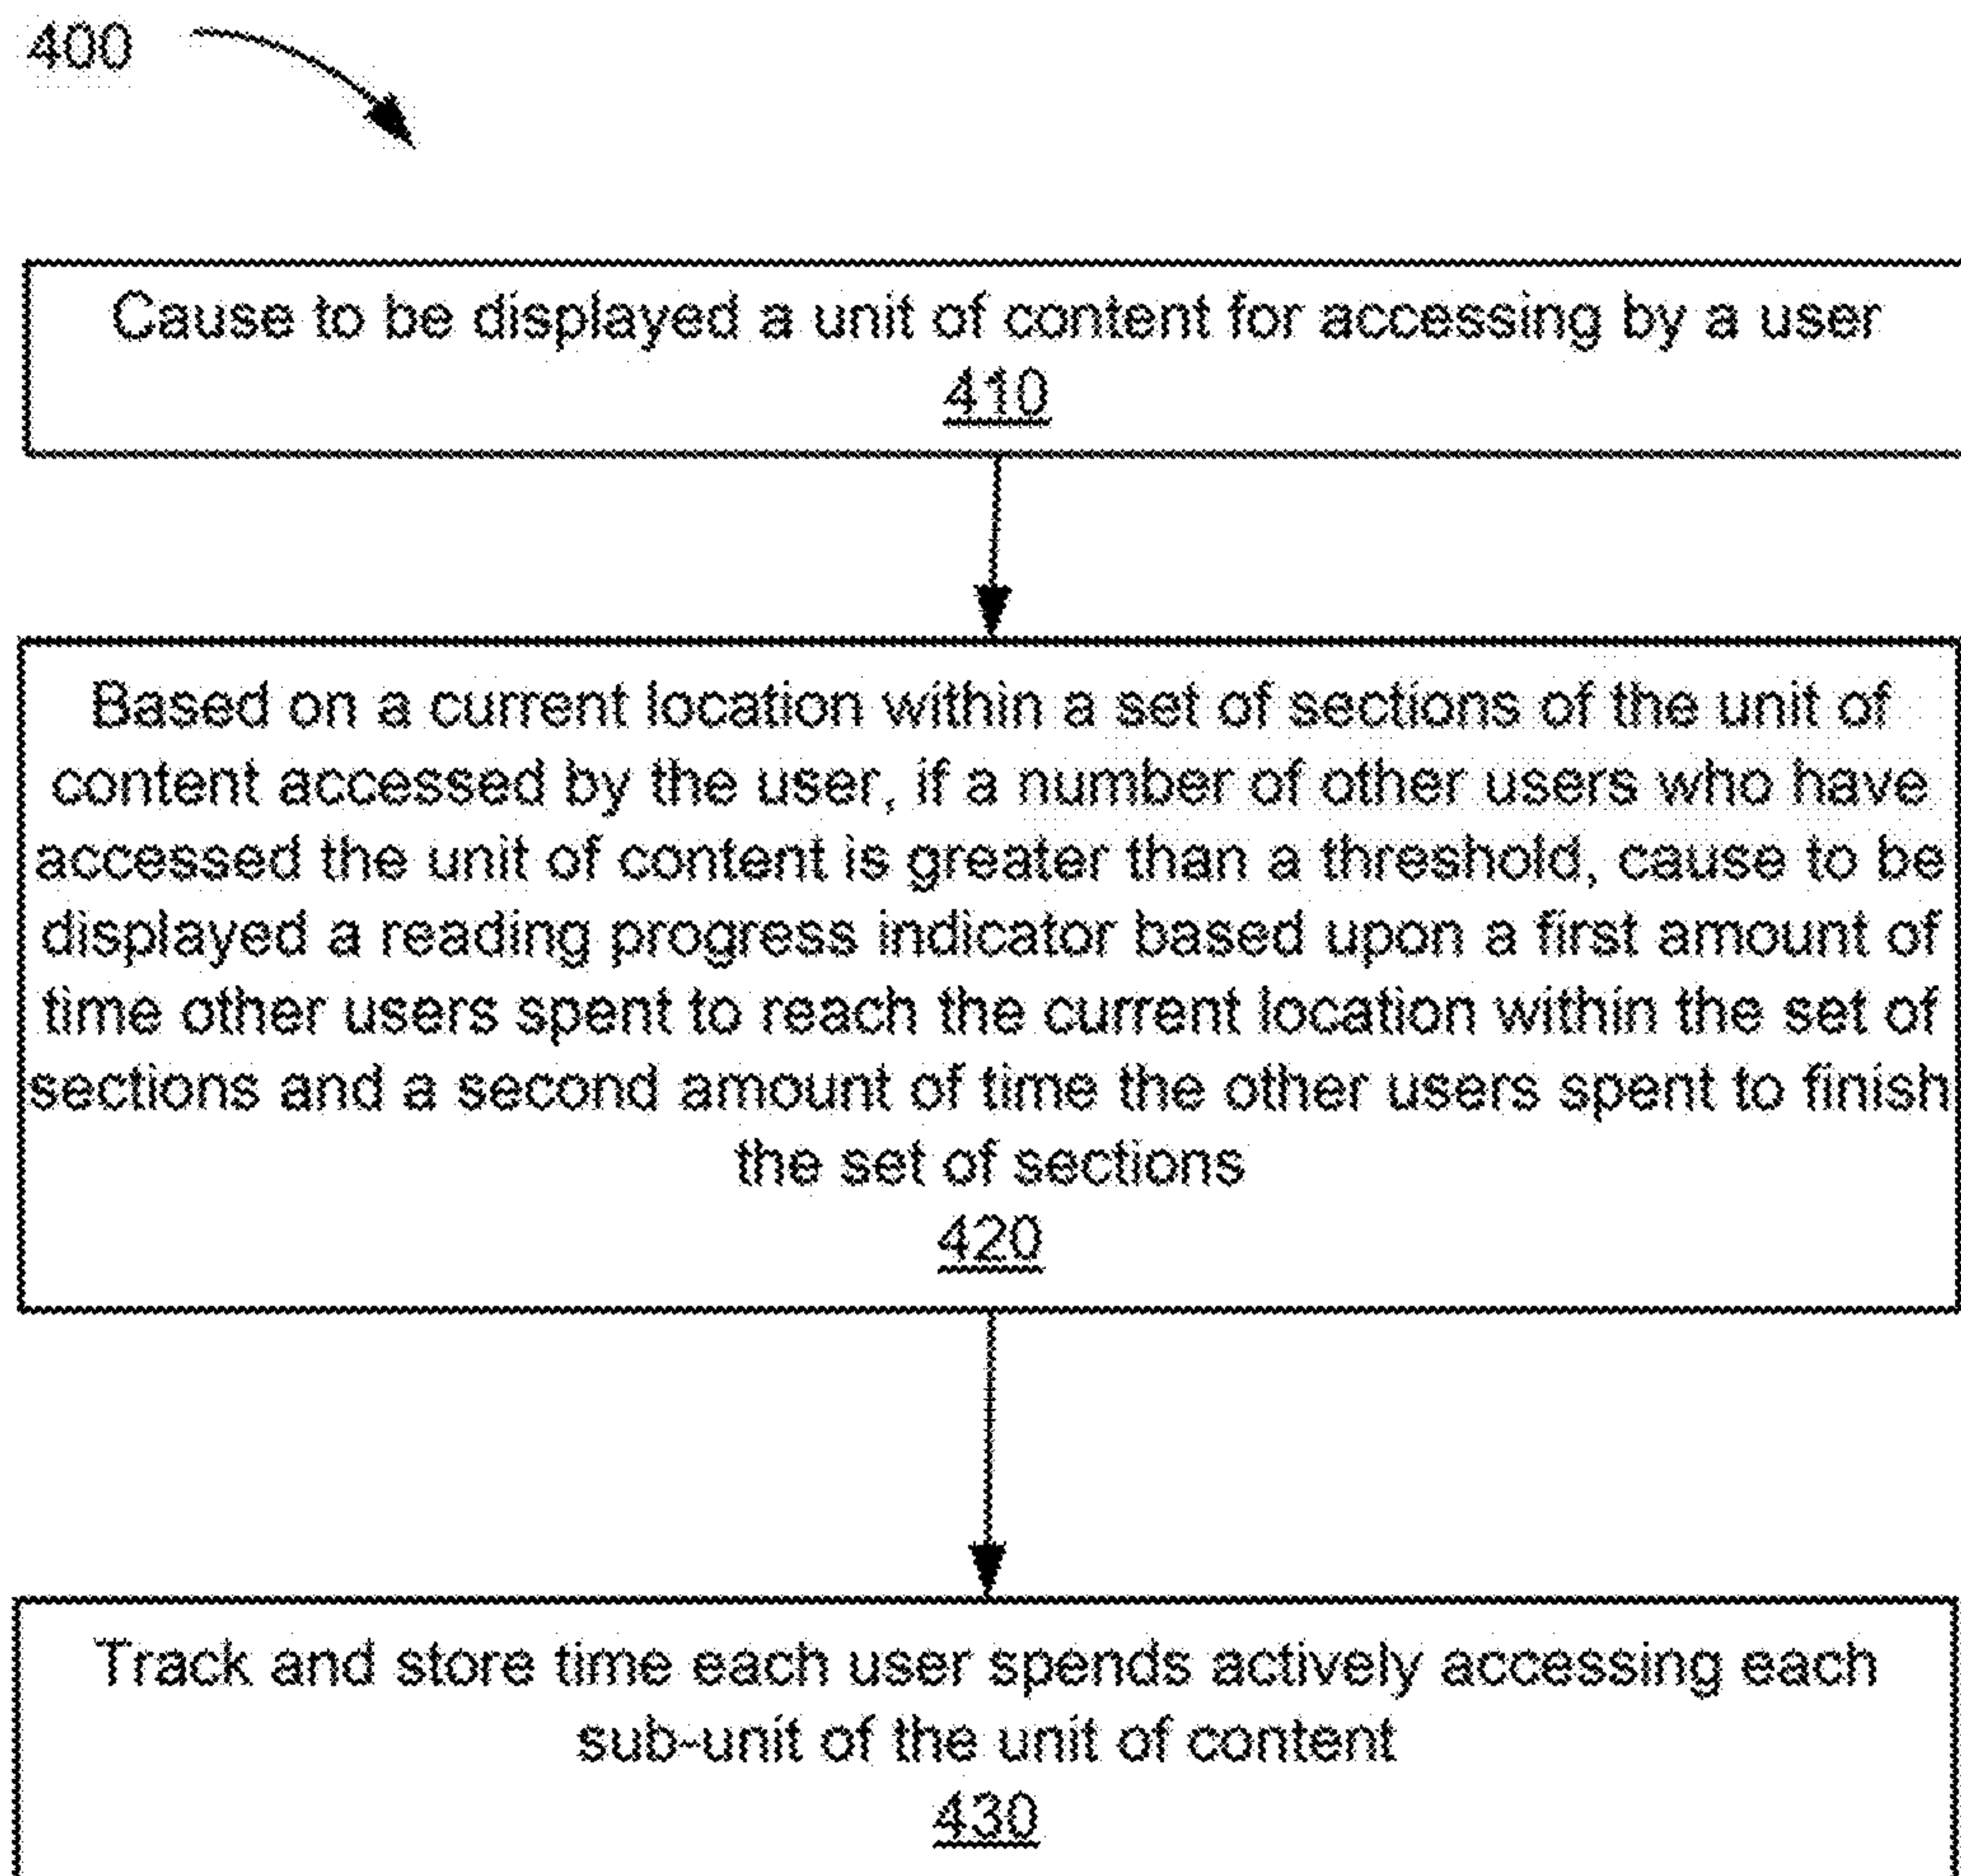 400
Cause to be displayed a unit of content for accessing by a user
410
Based on a current location within a set of sections of the unit of
content accessed by the user, if a number of other users who have
accessed the unit of content is greater than a threshold, cause to be
displayed a reading progress indicator based upon a first amount of
time other users spent to reach the current location within the set of
sections and a second amount of time the other users spent to finish
the set of sections
420
Track and store time each user spends actively accessing each
sub-unit of the unit of content
430